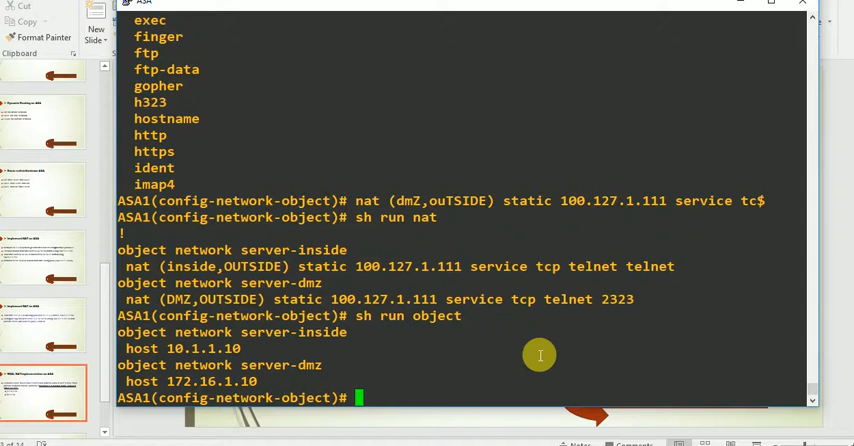 ASA
Cut
Copy
Format Painter
Clipboard
New
Slide
exec
finger
ftp
ftp-data
gopher
h323
hostname
http
https
ident
imap4
ASA1(config-network-object)# nat (dmZ,ouTSIDE) static 100.127.1.111 service tc$
ASA1(config-network-object)# sh run nat
!
object network server-inside
nat (inside,OUTSIDE) static 100.127.1.111 service tcp telnet telnet
object network server-dmz
nat (DMZ,OUTSIDE) static 100.127.1.111 service tcp telnet 2323
ASA1(config-network-object)# sh run object
object network server-inside
host 10.1.1.10
object network server-dmz
host 172.16.1.10
ASA1(config-network-object)#
3 of 14
Notes
Comments